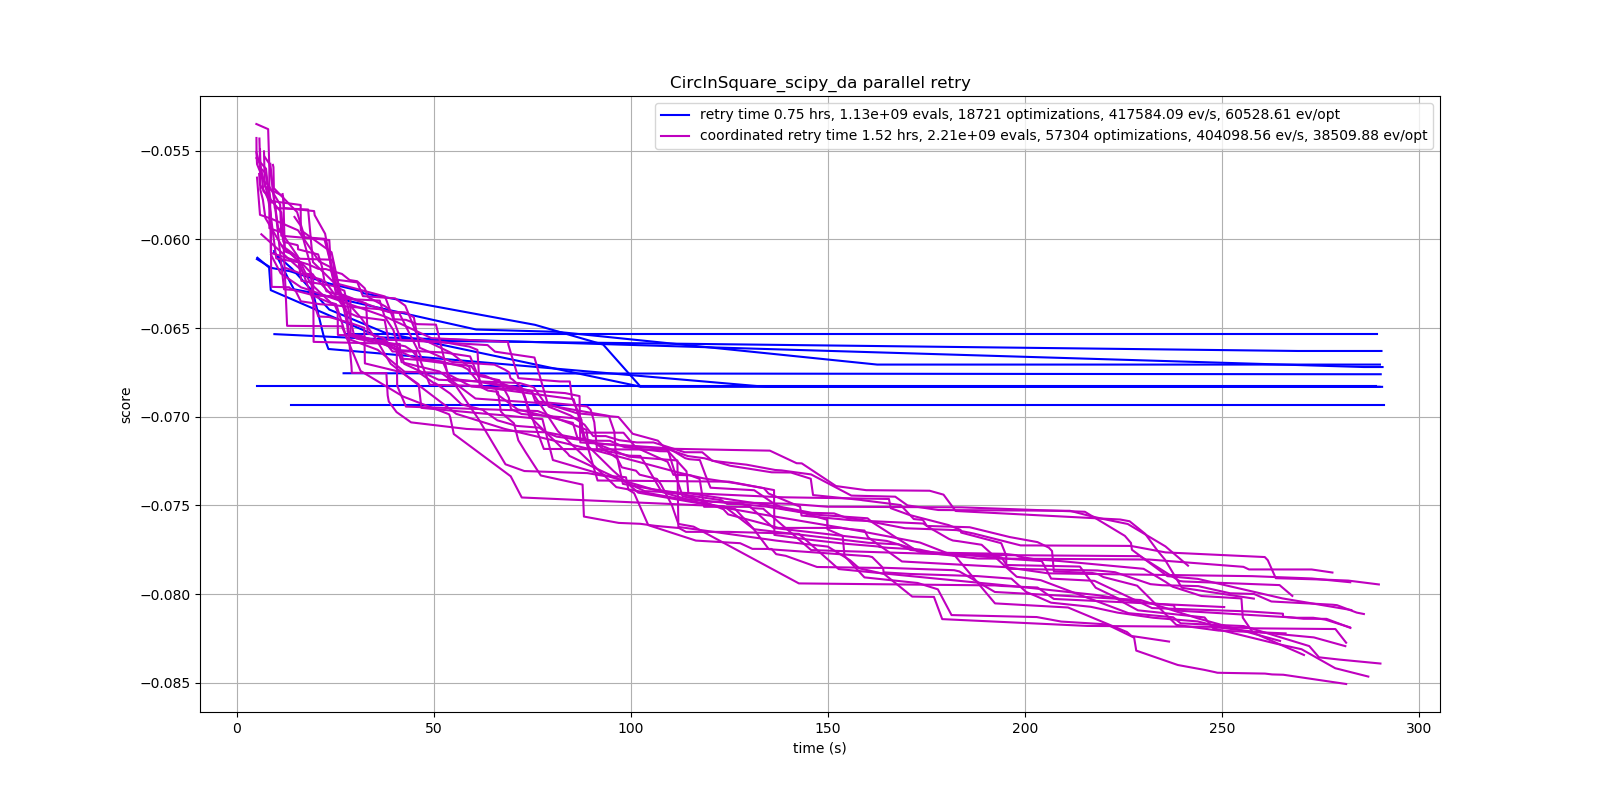 CircInSquare_scipy_da parallel retry
retry time 0.75 hrs, 1.13e+09 evals, 18721 optimizations, 417584.09 ev/s, 60528.61 ev/opt
coordinated retry time 1.52 hrs, 2.21e+09 evals, 57304 optimizations, 404098.56 ev/s, 38509.88 ev/opt
score
−0.055
−0.060
−0.065
−0.070
−0.075
−0.080
−0.085
0 50 100 150 200 250 300
time (s)